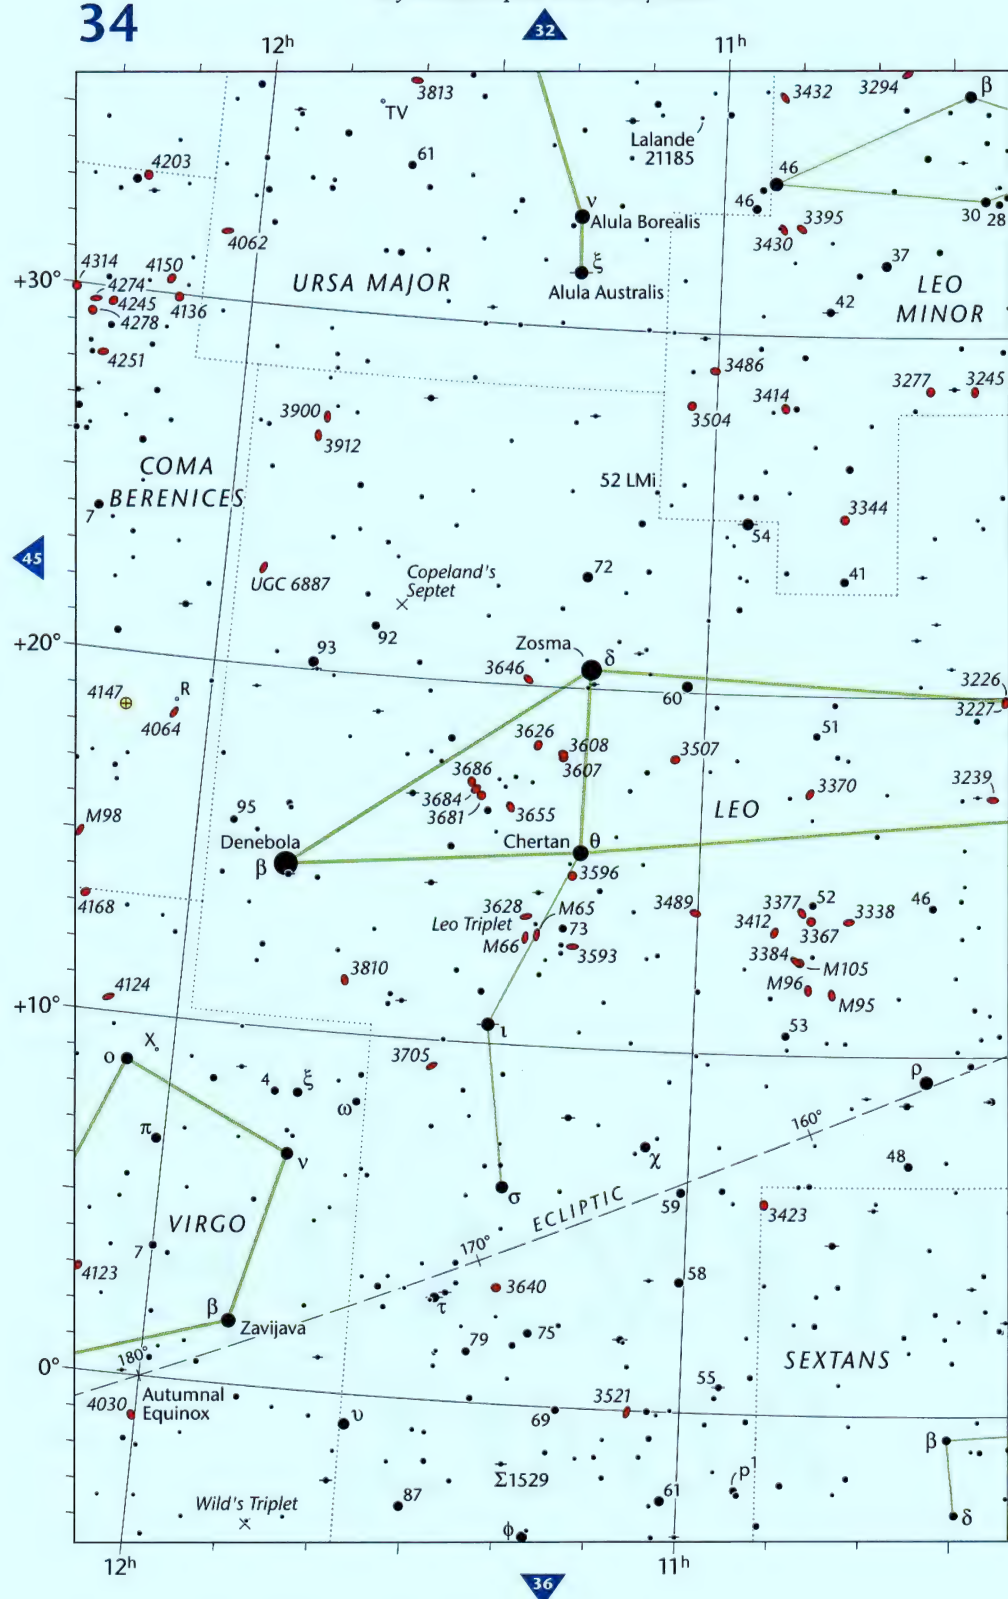 34
12h
32
11h
3813
TV
3432
3294
β
Lalande
21185
61
4203
46
46
ν
Alula Borealis
30
28
3430
3395
4062
ξ
Alula Australis
37
+30°
4314
4150
4274
4245
4136
4278
4251
URSA MAJOR
LEO
MINOR
42
3486
3277
3245
3414
3504
3900
3912
COMA
BERENICES
52 LMi
7
54
3344
45
UGC 6887
Copeland's
Septet
72
41
92
+20°
93
Zosma
δ
3646
60
3226
3227
4147
R
4064
51
3626
3608
3607
3507
3686
3684
3681
3655
3370
3239
M98
95
LEO
Denebola
β
Chertan
θ
3596
4168
3628
M65
Leo Triplet
M66
73
3593
3489
3377
52
3338
46
3412
3367
3384
M105
M96
M95
4124
3810
+10°
ι
53
ο
X
3705
4
ξ
ω
ρ
160°
π
ν
χ
48
σ
ECLIPTIC
59
3423
VIRGO
7
170°
4123
3640
58
τ
β
Zavijava
79
75
0°
180°
SEXTANS
Autumnal
Equinox
4030
55
3521
υ
69
β
Σ1529
p1
87
61
Wild's Triplet
φ
δ
12h
11h
36